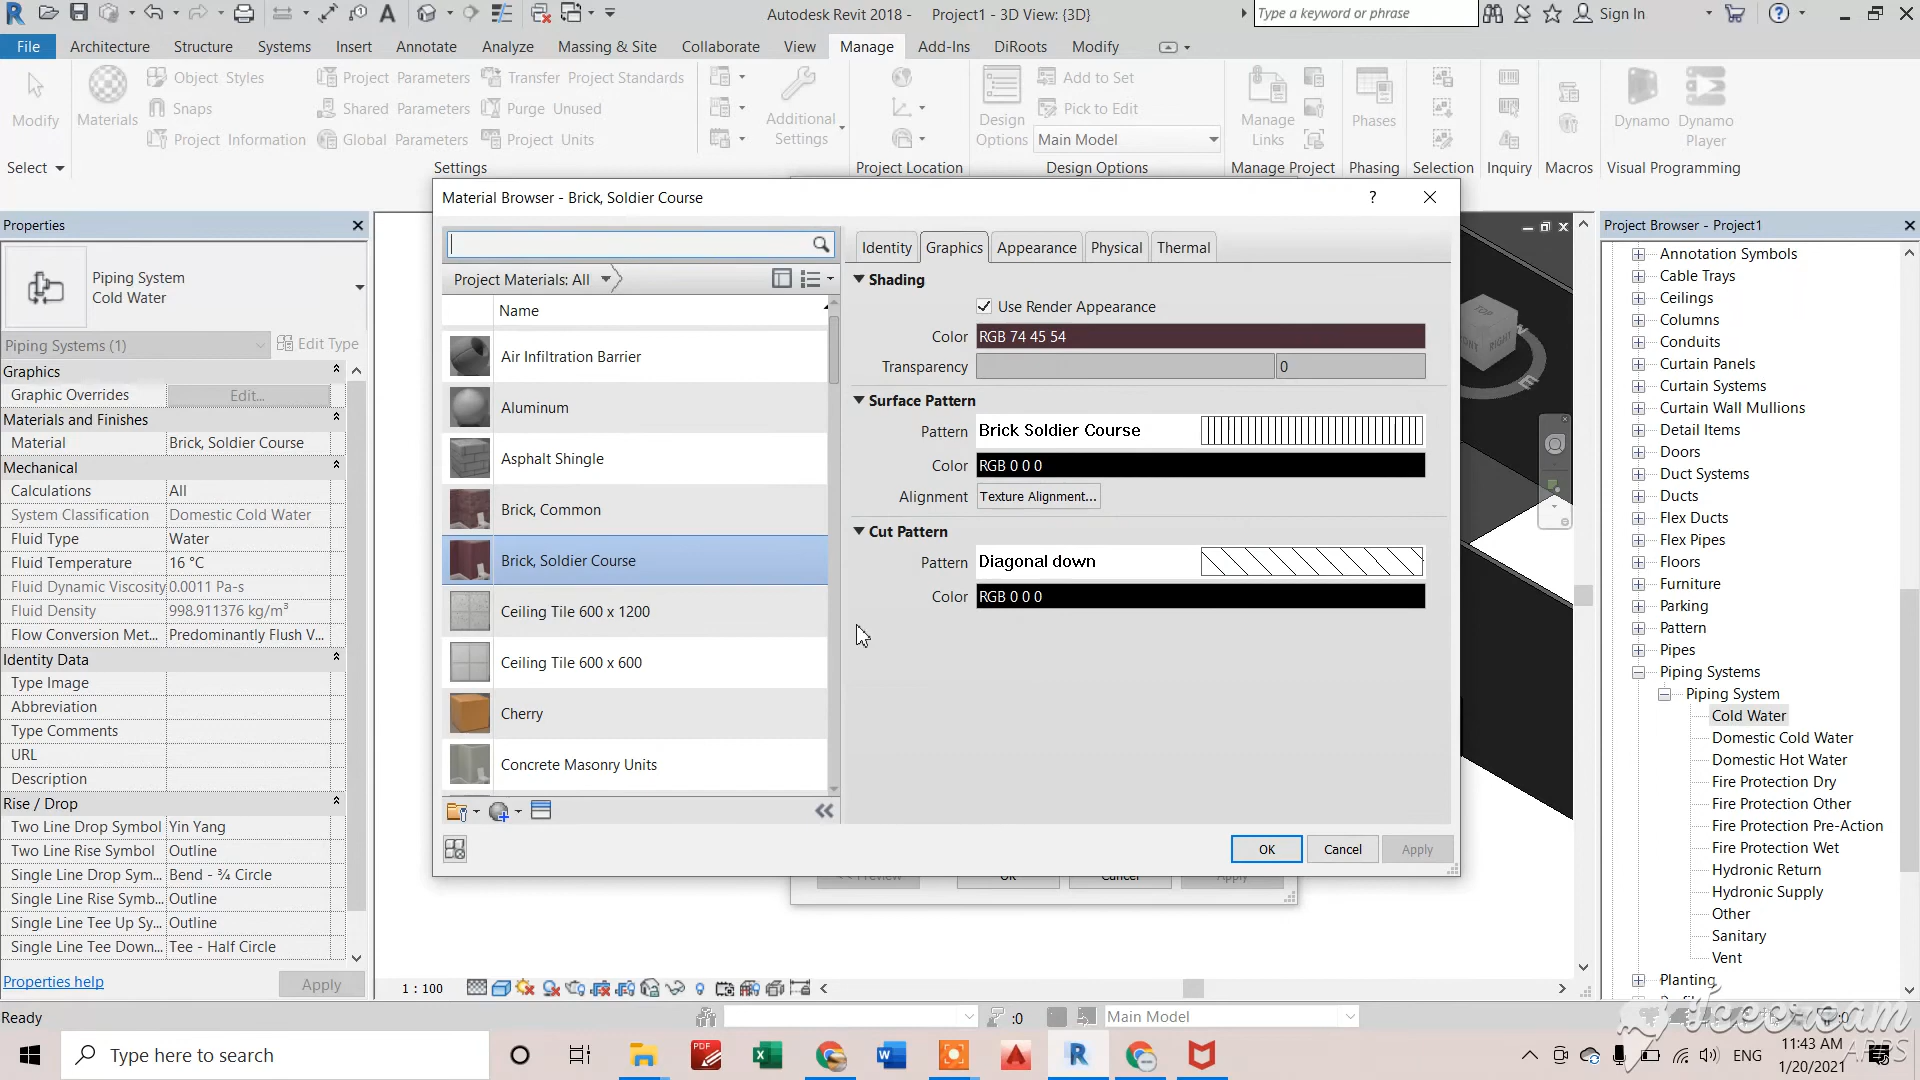 Autodesk Revit 2018 - Project1 - 3D View: {3D}
Type a keyword or phrase
Sign In
File Architecture Structure Systems Insert Annotate Analyze Massing & Site Collaborate View Manage Add-Ins DiRoots Modify
Modify
Materials
Object Styles
Snaps
Project Information
Project Parameters
Shared Parameters
Global Parameters
Transfer Project Standards
Purge Unused
Project Units
Additional
Settings
Design
Options
Add to Set
Pick to Edit
Main Model
Manage
Links
Phases
Dynamo
Dynamo
Player
Select
Settings
Project Location
Design Options
Manage Project
Phasing
Selection
Inquiry
Macros
Visual Programming
Properties
Piping System
Cold Water
Piping Systems (1)
Edit Type
Graphics
Graphic Overrides Edit...
Materials and Finishes
Material Brick, Soldier Course
Mechanical
Calculations All
System Classification Domestic Cold Water
Fluid Type Water
Fluid Temperature 16 °C
Fluid Dynamic Viscosity 0.0011 Pa-s
Fluid Density 998.911376 kg/m³
Flow Conversion Met... Predominantly Flush V...
Identity Data
Type Image
Abbreviation
Type Comments
URL
Description
Rise / Drop
Two Line Drop Symbol Yin Yang
Two Line Rise Symbol Outline
Single Line Drop Sym... Bend - ¾ Circle
Single Line Rise Symb... Outline
Single Line Tee Up Sy... Outline
Single Line Tee Down... Tee - Half Circle
Properties help
Apply
Material Browser - Brick, Soldier Course
?
Project Materials: All
Name
Air Infiltration Barrier
Aluminum
Asphalt Shingle
Brick, Common
Brick, Soldier Course
Ceiling Tile 600 x 1200
Ceiling Tile 600 x 600
Cherry
Concrete Masonry Units
Identity Graphics Appearance Physical Thermal
Shading
Use Render Appearance
Color RGB 74 45 54
Transparency 0
Surface Pattern
Pattern Brick Soldier Course
Color RGB 0 0 0
Alignment Texture Alignment...
Cut Pattern
Pattern Diagonal down
Color RGB 0 0 0
OK Cancel Apply
<< Preview OK Cancel Apply
TOP
RIGHT
E
Project Browser - Project1
Annotation Symbols
Cable Trays
Ceilings
Columns
Conduits
Curtain Panels
Curtain Systems
Curtain Wall Mullions
Detail Items
Doors
Duct Systems
Ducts
Flex Ducts
Flex Pipes
Floors
Furniture
Parking
Pattern
Pipes
Piping Systems
Piping System
Cold Water
Domestic Cold Water
Domestic Hot Water
Fire Protection Dry
Fire Protection Other
Fire Protection Pre-Action
Fire Protection Wet
Hydronic Return
Hydronic Supply
Other
Sanitary
Vent
Planting
1 : 100
Ready
:0
Main Model
Icecream
APPS
Type here to search
ENG
11:43 AM
1/20/2021